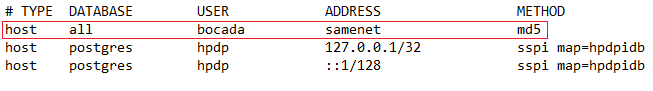 # TYPE DATABASE USER ADDRESS METHOD
host all bocada samenet md5
host postgres hpdp 127.0.0.1/32 sspi map=hpdpidb
host postgres hpdp ::1/128 sspi map=hpdpidb